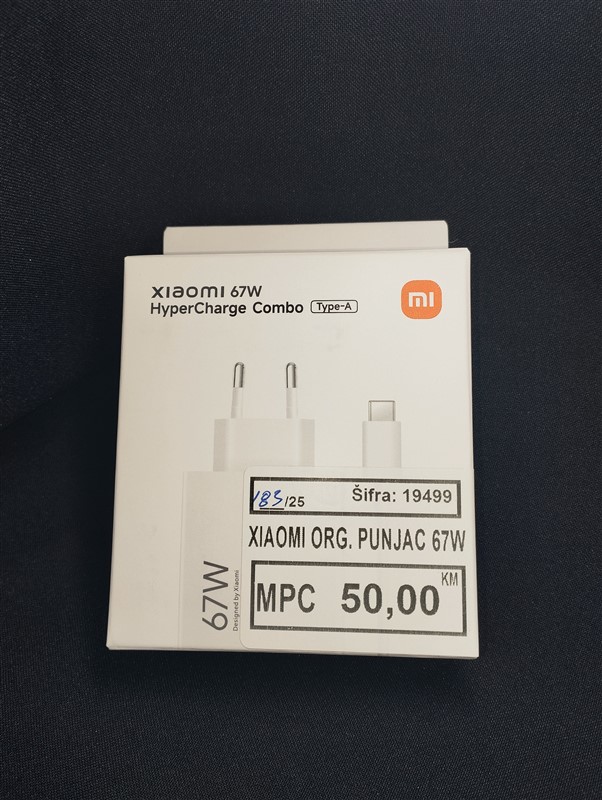 xiaomi 67W
HyperCharge Combo Type-A
mi
183/25
Šifra: 19499
XIAOMI ORG. PUNJAC 67W
MPC 50,00 KM
67W
Designed by Xiaomi